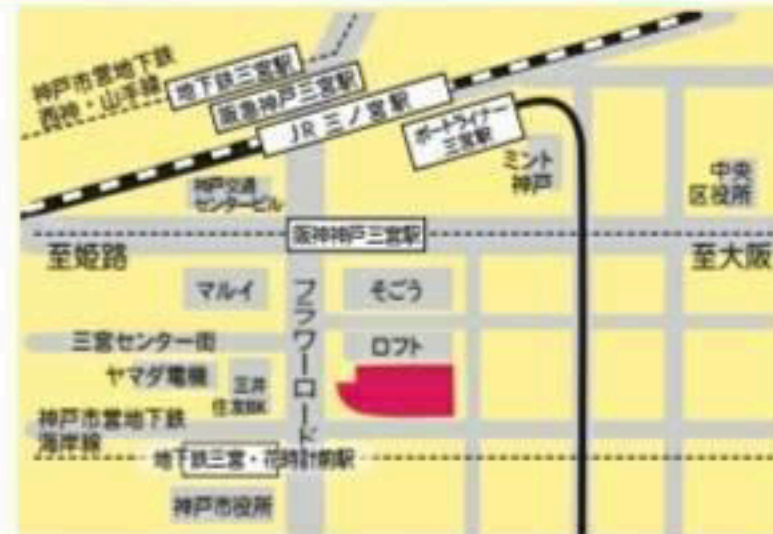 神戸市営地下鉄
西神・山手線
地下鉄三宮駅
阪急神戸三宮駅
JR三ノ宮駅
ポートライナー
三宮駅
ミント
神戸
中央
区役所
神戸交通
センタービル
阪神神戸三宮駅
至姫路
至大阪
マルイ
フラワーロード
そごう
三宮センター街
ロフト
ヤマダ電機
三井
住友BK
神戸市営地下鉄
海岸線
地下鉄三宮・花時計前駅
神戸市役所